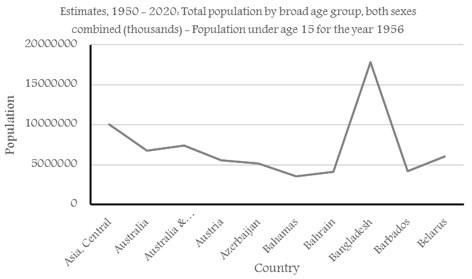 Estimates, 1950 - 2020: Total population by broad age group, both sexes
combined (thousands) - Population under age 15 for the year 1956
20000000
15000000
10000000
5000000
0
Population
Asia, Central
Australia
Australia &...
Austria
Azerbaijan
Bahamas
Bahrain
Bangladesh
Barbados
Belarus
Country